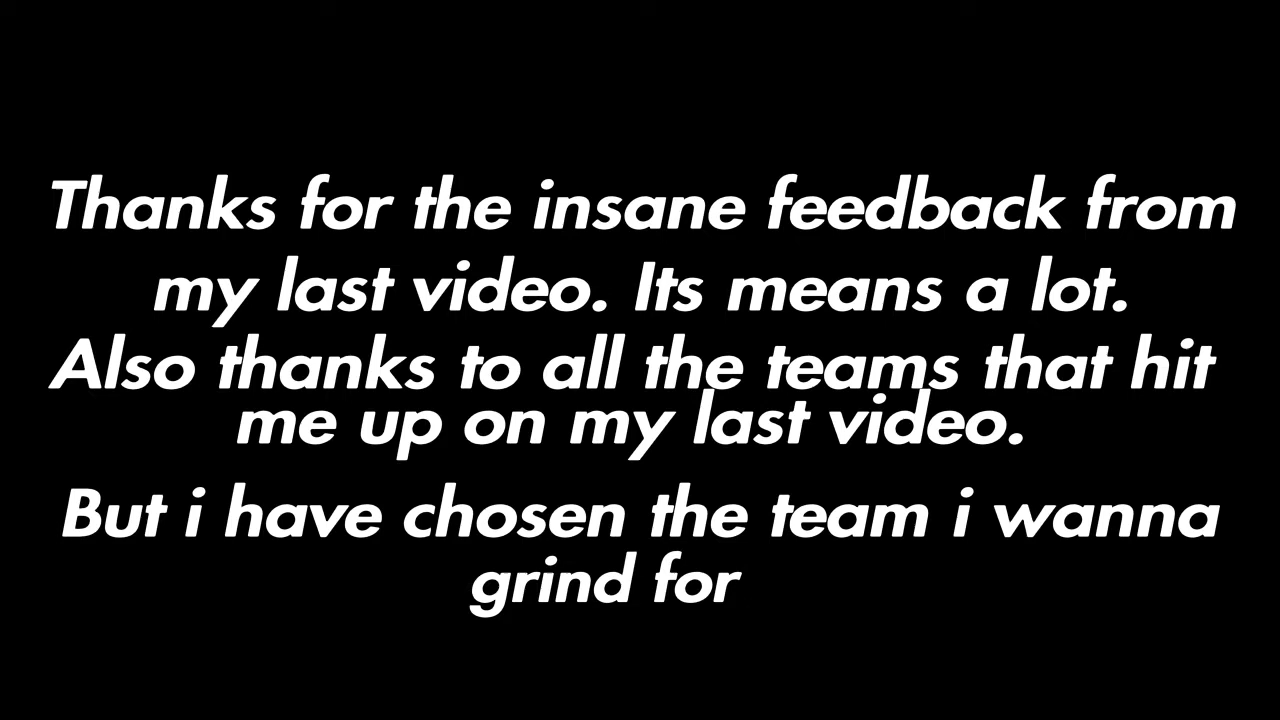 Thanks for the insane feedback from
my last video. Its means a lot.
Also thanks to all the teams that hit
me up on my last video.
But i have chosen the team i wanna
grind for